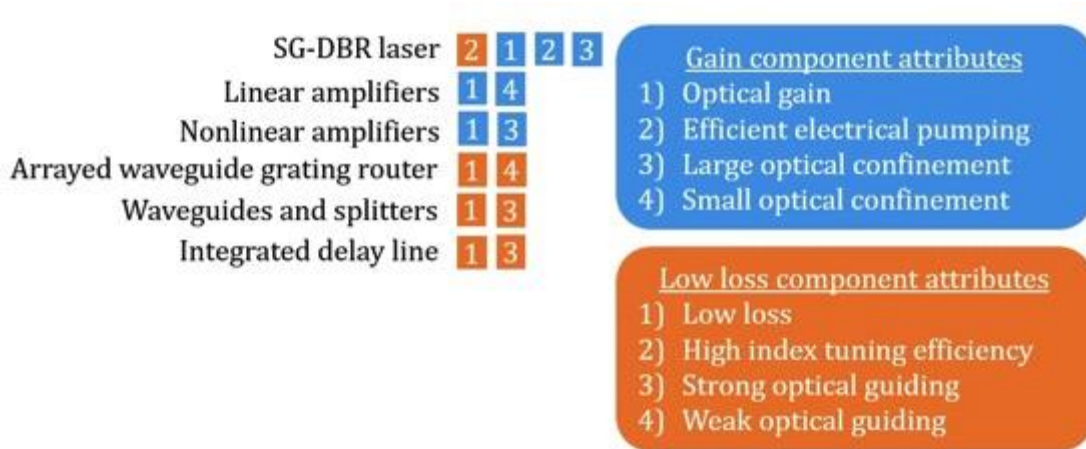 SG-DBR laser 2 1 2 3
Linear amplifiers 1 4
Nonlinear amplifiers 1 3
Arrayed waveguide grating router 1 4
Waveguides and splitters 1 3
Integrated delay line 1 3
Gain component attributes
1) Optical gain
2) Efficient electrical pumping
3) Large optical confinement
4) Small optical confinement
Low loss component attributes
1) Low loss
2) High index tuning efficiency
3) Strong optical guiding
4) Weak optical guiding